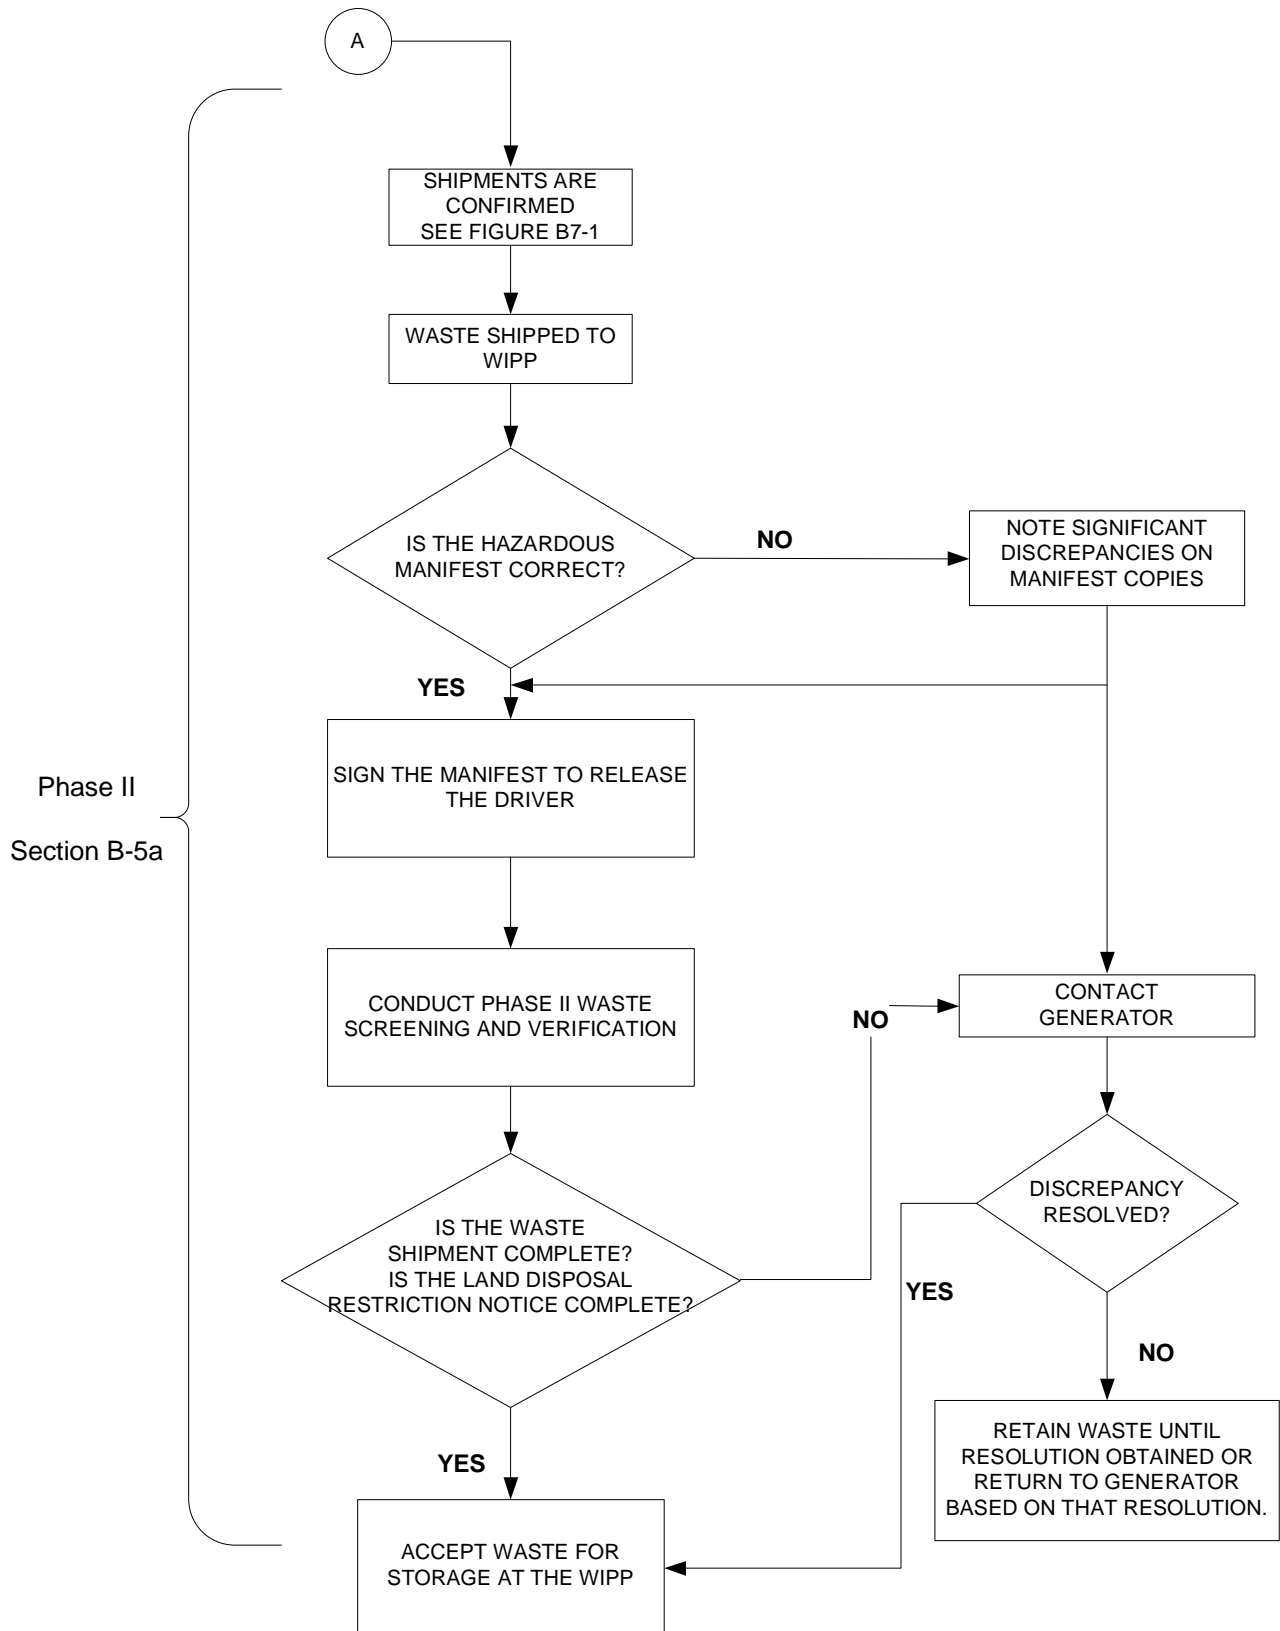 A
SHIPMENTS ARE
CONFIRMED
SEE FIGURE B7-1
WASTE SHIPPED TO
WIPP
IS THE HAZARDOUS
MANIFEST CORRECT?
NO
NOTE SIGNIFICANT
DISCREPANCIES ON
MANIFEST COPIES
YES
SIGN THE MANIFEST TO RELEASE
THE DRIVER
Phase II
Section B-5a
CONDUCT PHASE II WASTE
SCREENING AND VERIFICATION
NO
CONTACT
GENERATOR
IS THE WASTE
SHIPMENT COMPLETE?
IS THE LAND DISPOSAL
RESTRICTION NOTICE COMPLETE?
DISCREPANCY
RESOLVED?
YES
NO
YES
RETAIN WASTE UNTIL
RESOLUTION OBTAINED OR
RETURN TO GENERATOR
BASED ON THAT RESOLUTION.
ACCEPT WASTE FOR
STORAGE AT THE WIPP